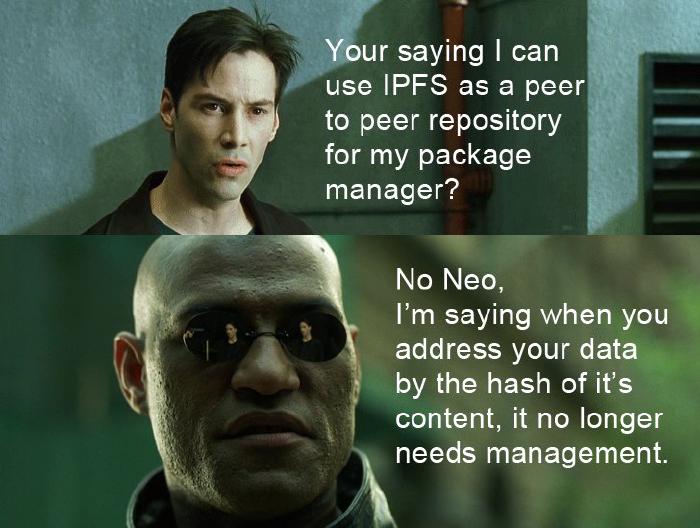 Your saying I can
use IPFS as a peer
to peer repository
for my package
manager?
No Neo,
I'm saying when you
address your data
by the hash of it's
content, it no longer
needs management.